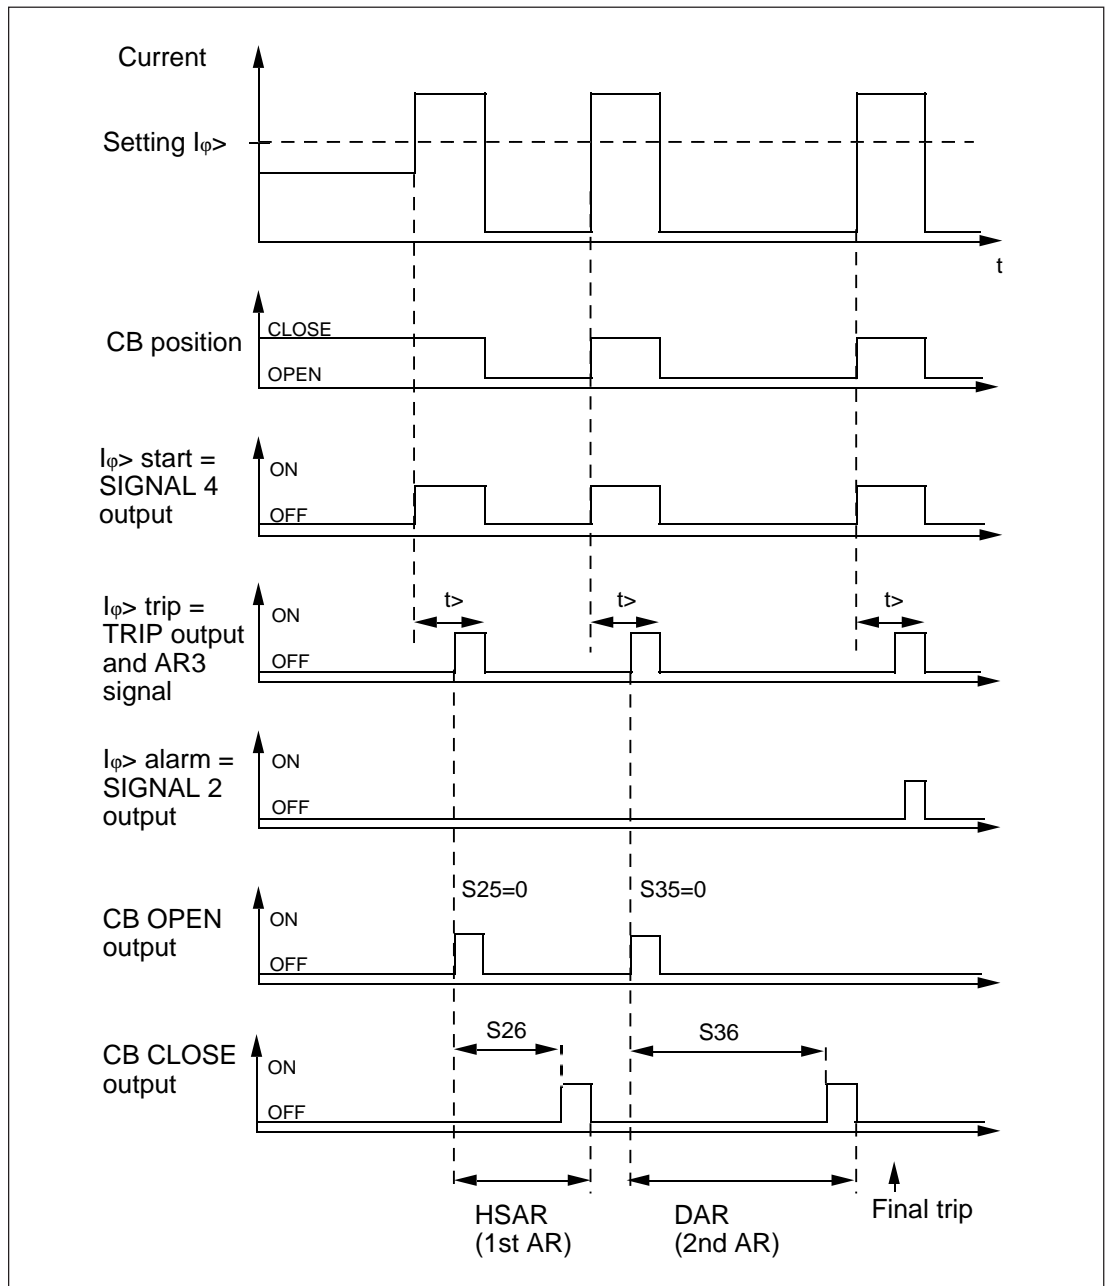 Current
Setting Iφ>
t
CB position
CLOSE
OPEN
Iφ> start =
SIGNAL 4
output
ON
OFF
Iφ> trip =
TRIP output
and AR3
signal
ON
OFF
t>
t>
t>
Iφ> alarm =
SIGNAL 2
output
ON
OFF
CB OPEN
output
ON
OFF
S25=0
S35=0
CB CLOSE
output
ON
OFF
S26
S36
HSAR
(1st AR)
DAR
(2nd AR)
Final trip